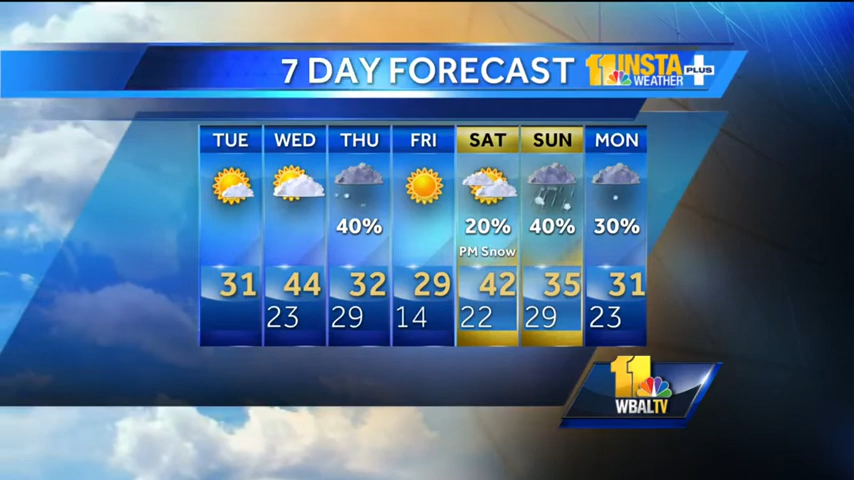 7 DAY FORECAST 11 INSTA WEATHER PLUS
TUE WED THU FRI SAT SUN MON
40% 20% 40% 30%
PM Snow
31 44 32 29 42 35 31
23 29 14 22 29 23
11
WBALTV